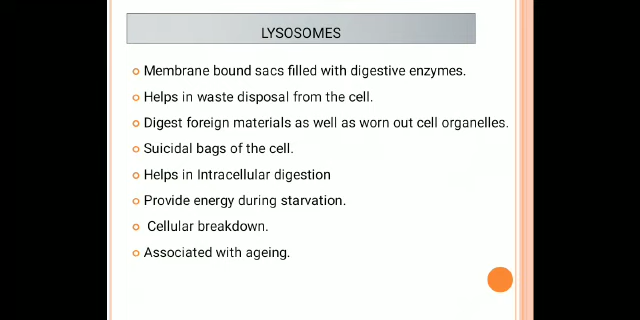 LYSOSOMES
Membrane bound sacs filled with digestive enzymes.
Helps in waste disposal from the cell.
Digest foreign materials as well as worn out cell organelles.
Suicidal bags of the cell.
Helps in Intracellular digestion
Provide energy during starvation.
Cellular breakdown.
Associated with ageing.